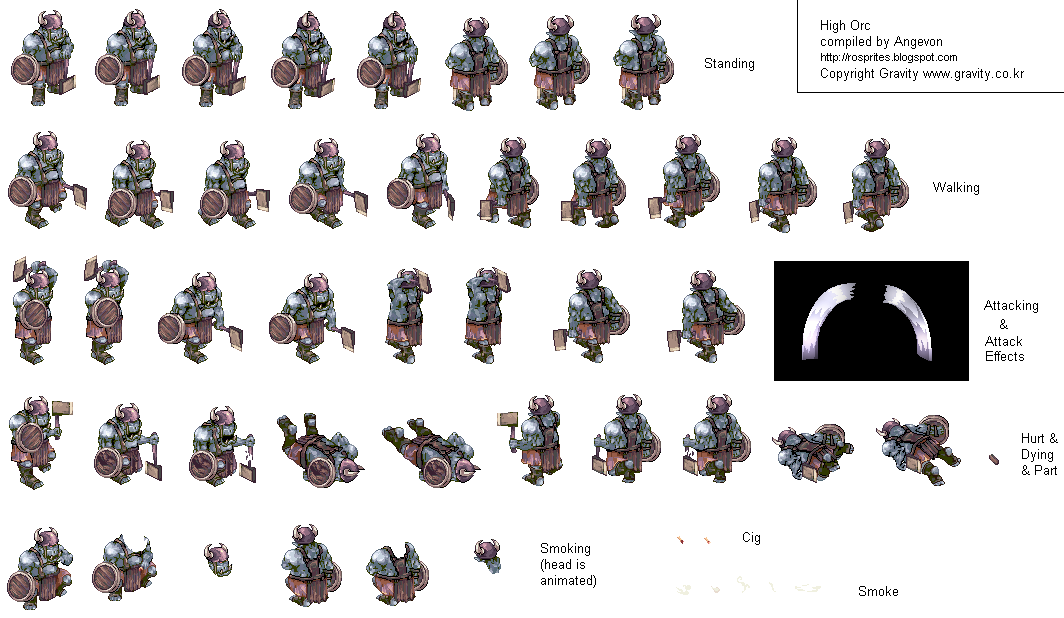 High Orc
compiled by Angevon
http://rosprites.blogspot.com
Copyright Gravity www.gravity.co.kr
Standing
Walking
Attacking
&
Attack
Effects
Hurt &
Dying
& Part
Smoking
(head is
animated)
Cig
Smoke